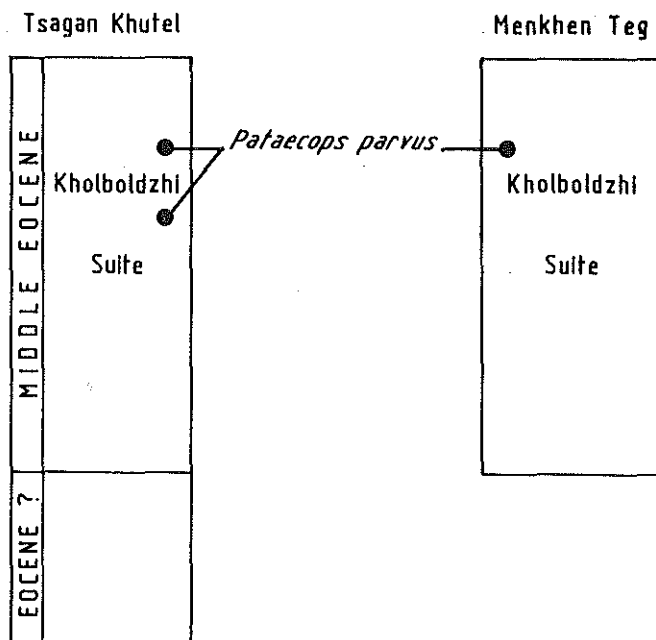 Tsagan Khutel
Menkhen Teg
MIDDLE EOCENE
EOCENE ?
Pataecops parvus
Kholboldzhi
Suite
Kholboldzhi
Suite